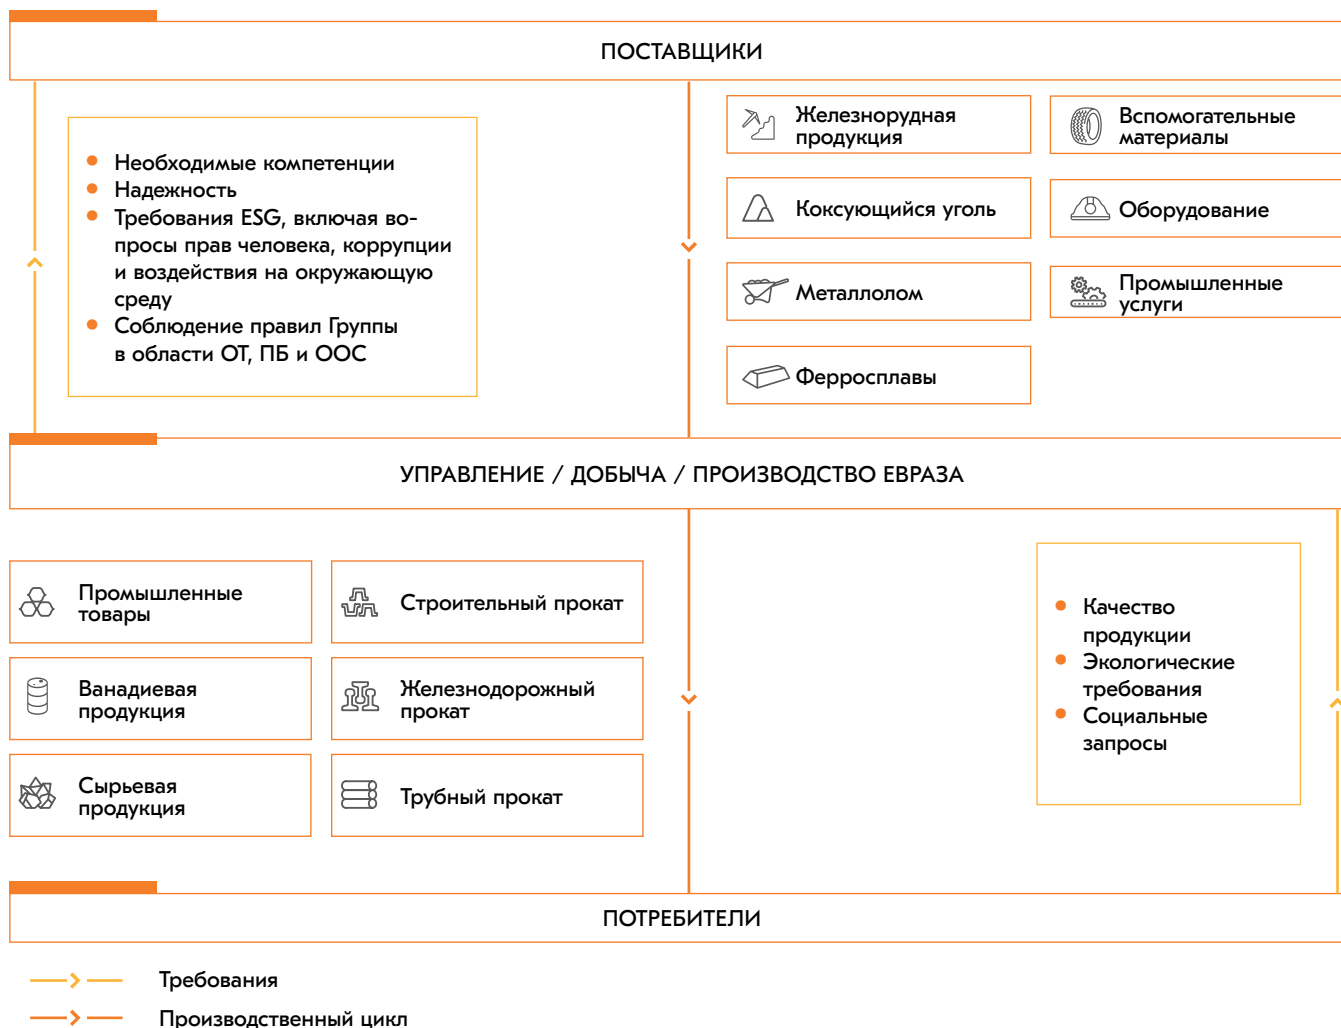 ПОСТАВЩИКИ
Необходимые компетенции
Надежность
Требования ESG, включая во-
просы прав человека, коррупции
и воздействия на окружающую
среду
Соблюдение правил Группы
в области ОТ, ПБ и ООС
Железнорудная
продукция
Вспомогательные
материалы
Коксующийся уголь
Оборудование
Металлолом
Промышленные
услуги
Ферросплавы
УПРАВЛЕНИЕ / ДОБЫЧА / ПРОИЗВОДСТВО ЕВРАЗА
Промышленные
товары
Строительный прокат
Ванадиевая
продукция
Железнодорожный
прокат
Сырьевая
продукция
Трубный прокат
Качество
продукции
Экологические
требования
Социальные
запросы
ПОТРЕБИТЕЛИ
Требования
Производственный цикл